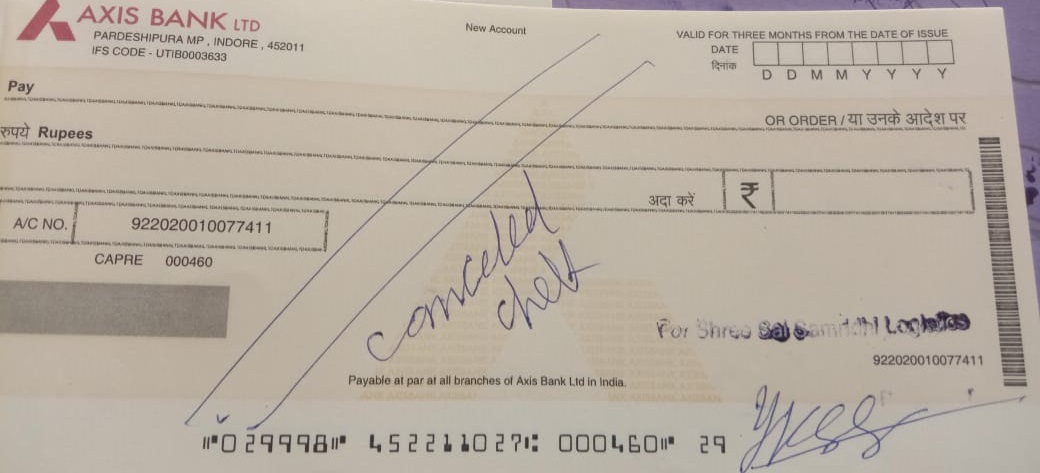 AXIS BANK LTD
PARDESHIPURA MP , INDORE , 452011
IFS CODE - UTIB0003633
New Account
VALID FOR THREE MONTHS FROM THE DATE OF ISSUE
DATE
दिनांक
D D M M Y Y Y Y
Pay
OR ORDER / या उनके आदेश पर
रुपये Rupees
अदा करें ₹
A/C NO. 922020010077411
CAPRE 000460
canceled
chek
For Shree Sai Samridhi Logistics
922020010077411
Payable at par at all branches of Axis Bank Ltd in India.
⑈029998⑈ 452211027⑆ 000460⑈ 29